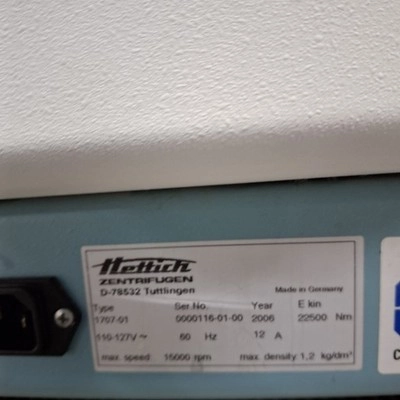 Hettich
ZENTRIFUGEN
D-78532 Tuttlingen
Made in Germany
Type Ser.No. Year E kin
1707-01 0000116-01-00 2006 22500 Nm
110-127V ~ 60 Hz 12 A
max. speed 15000 rpm max. density 1,2 kg/dm³